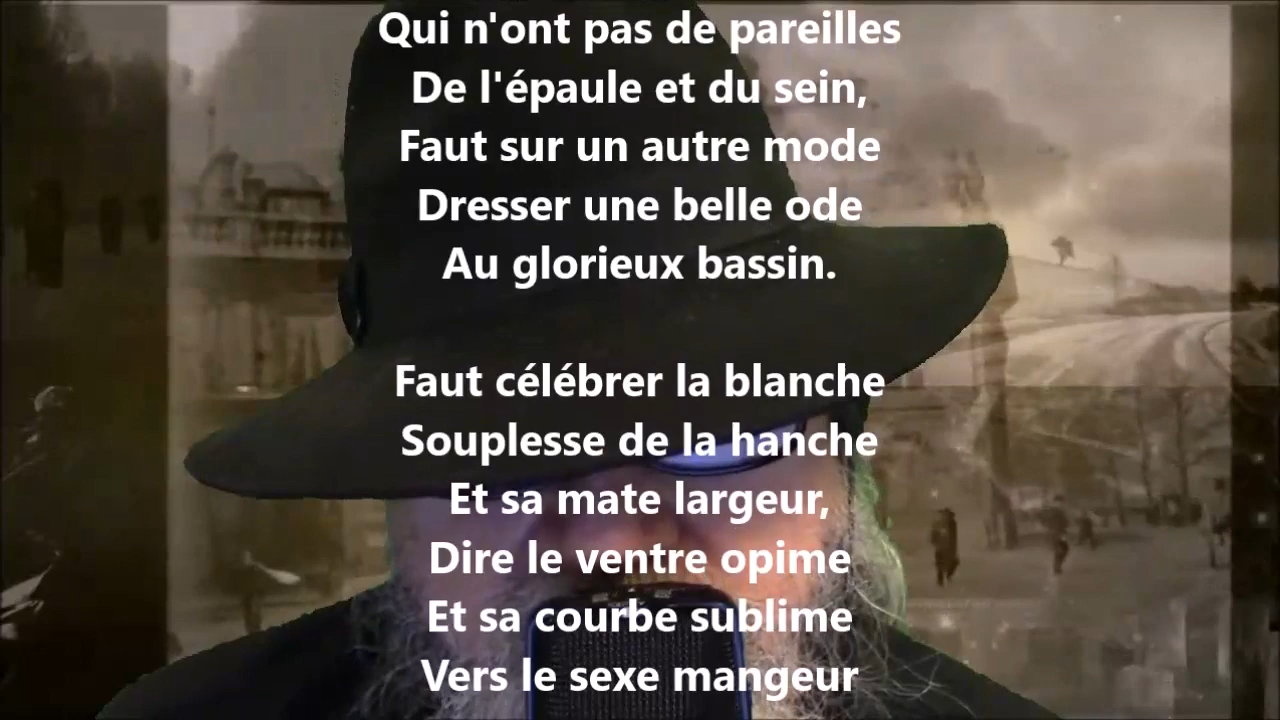 Qui n'ont pas de pareilles
De l'épaule et du sein,
Faut sur un autre mode
Dresser une belle ode
Au glorieux bassin.
Faut célébrer la blanche
Souplesse de la hanche
Et sa mate largeur,
Dire le ventre opime
Et sa courbe sublime
Vers le sexe mangeur